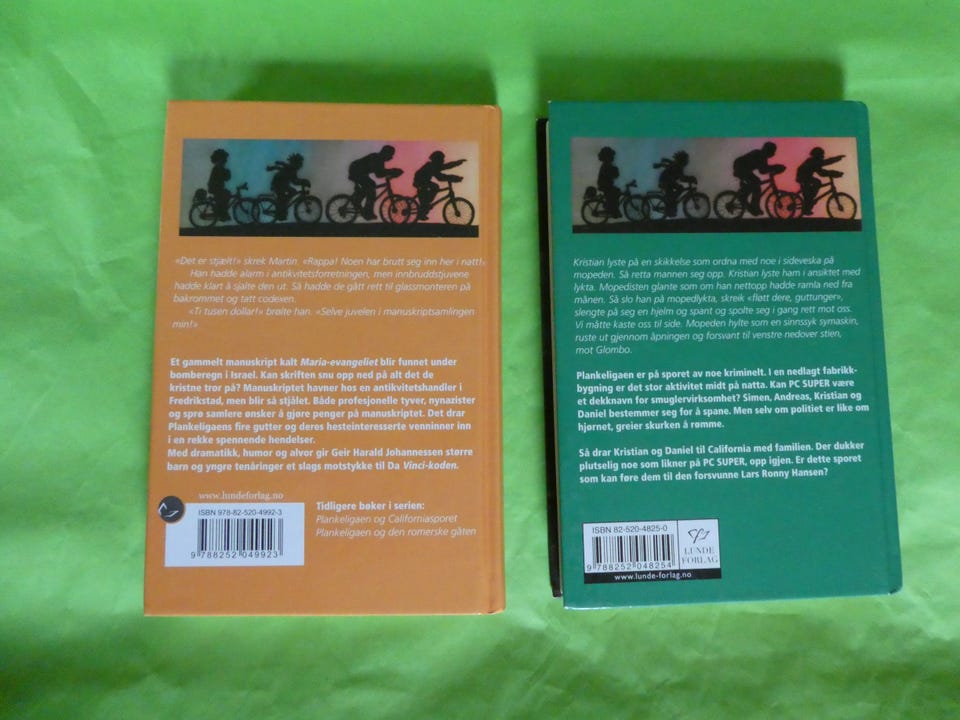 «Det er stjælt!» skrek Martin. «Rappa! Noen har brutt seg inn her i natt!»
Han hadde alarm i antikvitetsforretningen, men innbruddstjuvene
hadde klart å sjalte den ut. Så hadde de gått rett til glassmonteren på
bakrommet og tatt codexen.
«Ti tusen dollar!» brølte han. «Selve juvelen i manuskriptsamlingen
min!»
Et gammelt manuskript kalt Maria-evangeliet blir funnet under
bomberegn i Israel. Kan skriften snu opp ned på alt det de
kristne tror på? Manuskriptet havner hos en antikvitetshandler i
Fredrikstad, men blir så stjålet. Både profesjonelle tyver, nynazister
og sprø samlere ønsker å gjøre penger på manuskriptet. Det drar
Plankeligaens fire gutter og deres hesteinteresserte venninner inn
i en rekke spennende hendelser.
Med dramatikk, humor og alvor gir Geir Harald Johannessen større
barn og yngre tenåringer et slags motstykke til Da Vinci-koden.
www.lundeforlag.no
ISBN 978-82-520-4992-3
9 788252 049923
Tidligere bøker i serien:
Plankeligaen og Californiasporet
Plankeligaen og den romerske gåten
Kristian lyste på en skikkelse som ordna med noe i sideveska på
mopeden. Så retta mannen seg opp. Kristian lyste ham i ansiktet med
lykta. Mopedisten glante som om han nettopp hadde ramla ned fra
månen. Så slo han på mopedlykta, skreik «fløtt dere, guttunger»,
slengte på seg en hjelm og spant og spolte seg i gang rett mot oss.
Vi måtte kaste oss til side. Mopeden hylte som en sinnssyk symaskin,
ruste ut gjennom åpningen og forsvant til venstre nedover stien,
mot Glombo.
Plankeligaen er på sporet av noe kriminelt. I en nedlagt fabrikk-
bygning er det stor aktivitet midt på natta. Kan PC SUPER være
et dekknavn for smuglervirksomhet? Simen, Andreas, Kristian og
Daniel bestemmer seg for å spane. Men selv om politiet er like om
hjørnet, greier skurken å rømme.
Så drar Kristian og Daniel til California med familien. Der dukker
plutselig noe som likner på PC SUPER, opp igjen. Er dette sporet
som kan føre dem til den forsvunne Lars Ronny Hansen?
ISBN 82-520-4825-0
9 788252 048254
LUNDE
FORLAG
www.lunde-forlag.no